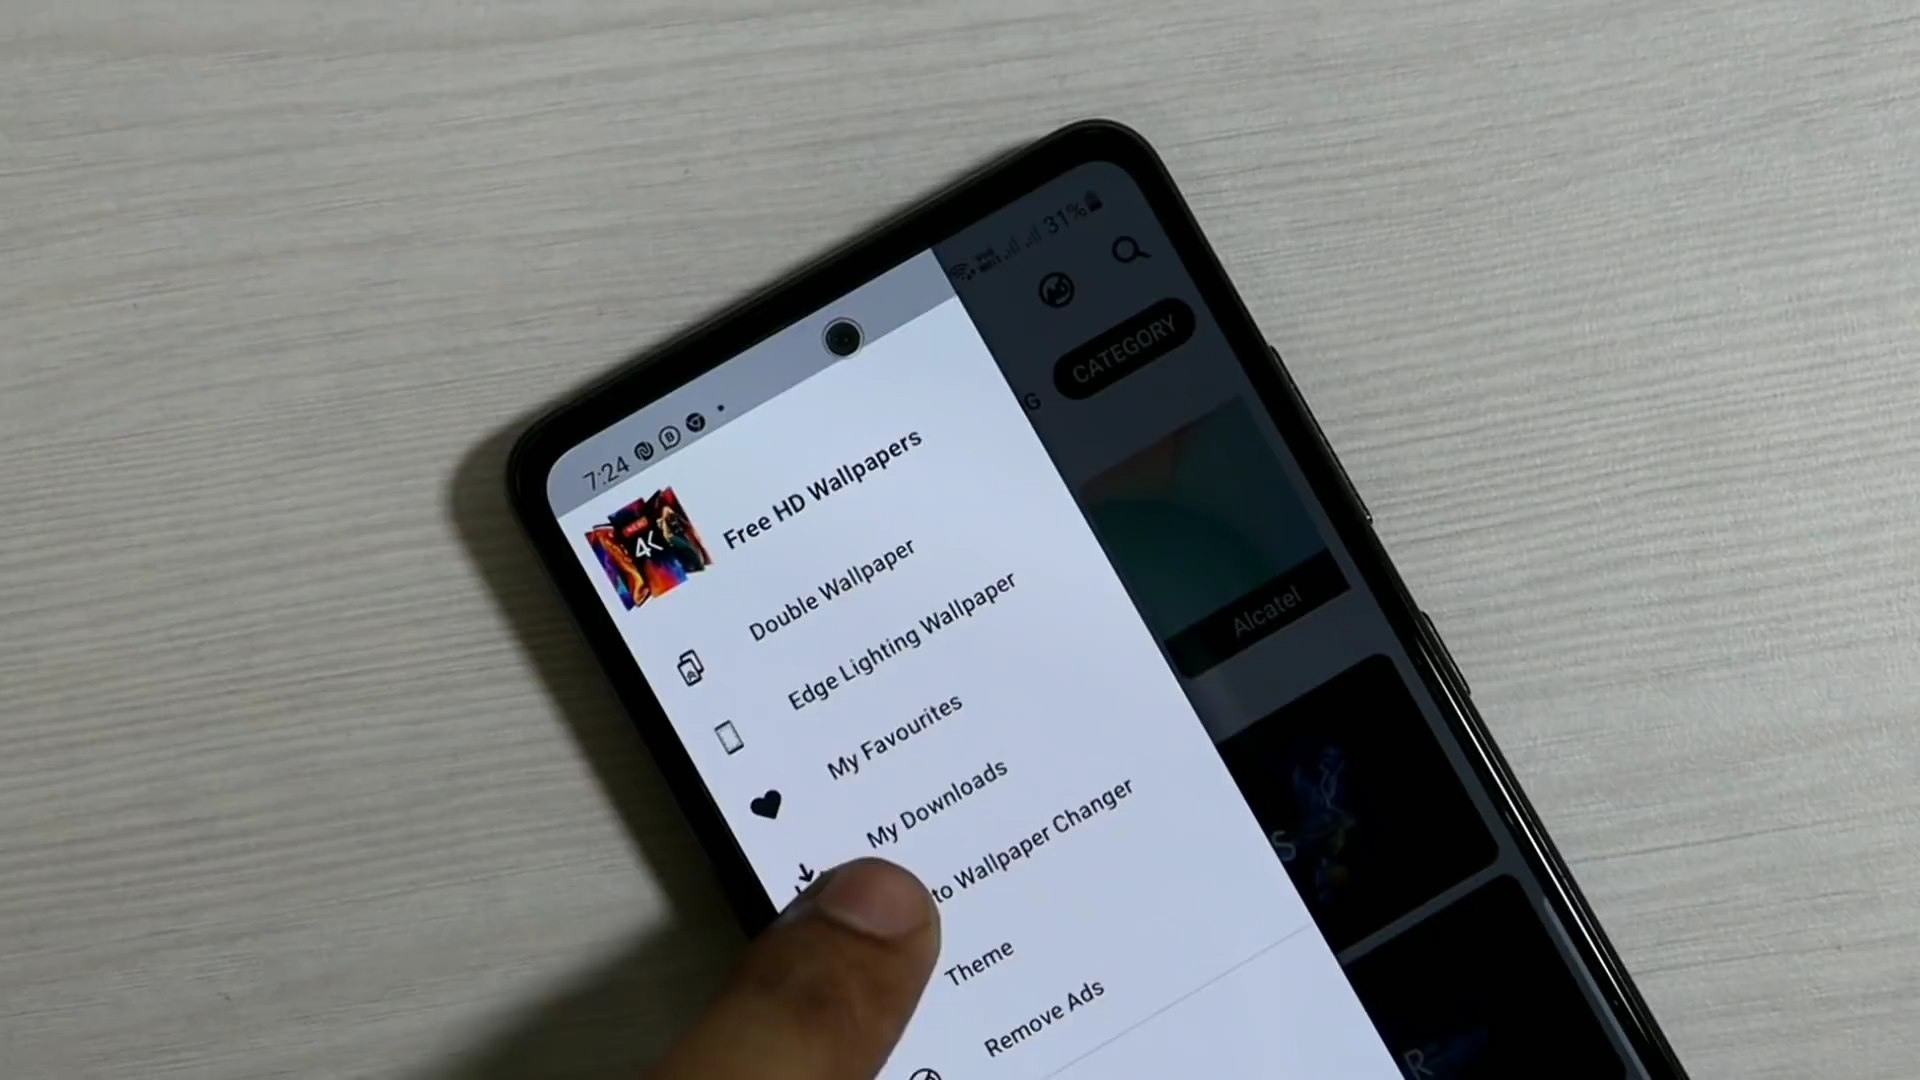 7:24
31%
Free HD Wallpapers
4K
Double Wallpaper
Edge Lighting Wallpaper
My Favourites
My Downloads
to Wallpaper Changer
Theme
Remove Ads
G
CATEGORY
Alcatel
S
R